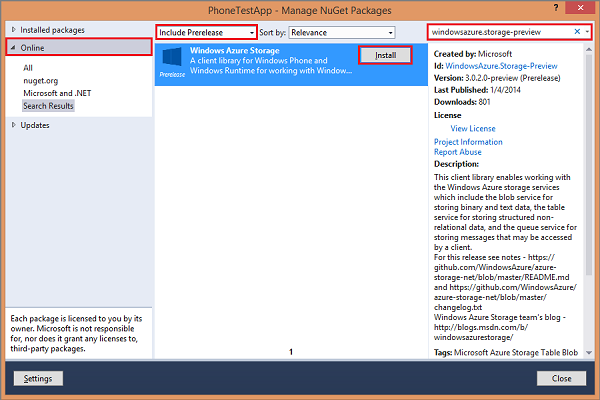 PhoneTestApp - Manage NuGet Packages
?
Installed packages
Online
All
nuget.org
Microsoft and .NET
Search Results
Updates
Each package is licensed to you by its
owner. Microsoft is not responsible
for, nor does it grant any licenses to,
third-party packages.
Include Prerelease
Sort by: Relevance
Windows Azure Storage
A client library for Windows Phone and
Windows Runtime for working with Window...
Prerelease
Install
1
windowsazure.storage-preview
Created by: Microsoft
Id: WindowsAzure.Storage-Preview
Version: 3.0.2.0-preview (Prerelease)
Last Published: 1/4/2014
Downloads: 801
License
View License
Project Information
Report Abuse
Description:
This client library enables working with
the Windows Azure storage services
which include the blob service for
storing binary and text data, the table
service for storing structured non-
relational data, and the queue service for
storing messages that may be accessed
by a client.
For this release see notes - https://
github.com/WindowsAzure/azure-
storage-net/blob/master/README.md
and https://github.com/WindowsAzure/
azure-storage-net/blob/master/
changelog.txt
Windows Azure Storage team's blog -
http://blogs.msdn.com/b/
windowsazurestorage/
Tags: Microsoft Azure Storage Table Blob
Settings
Close